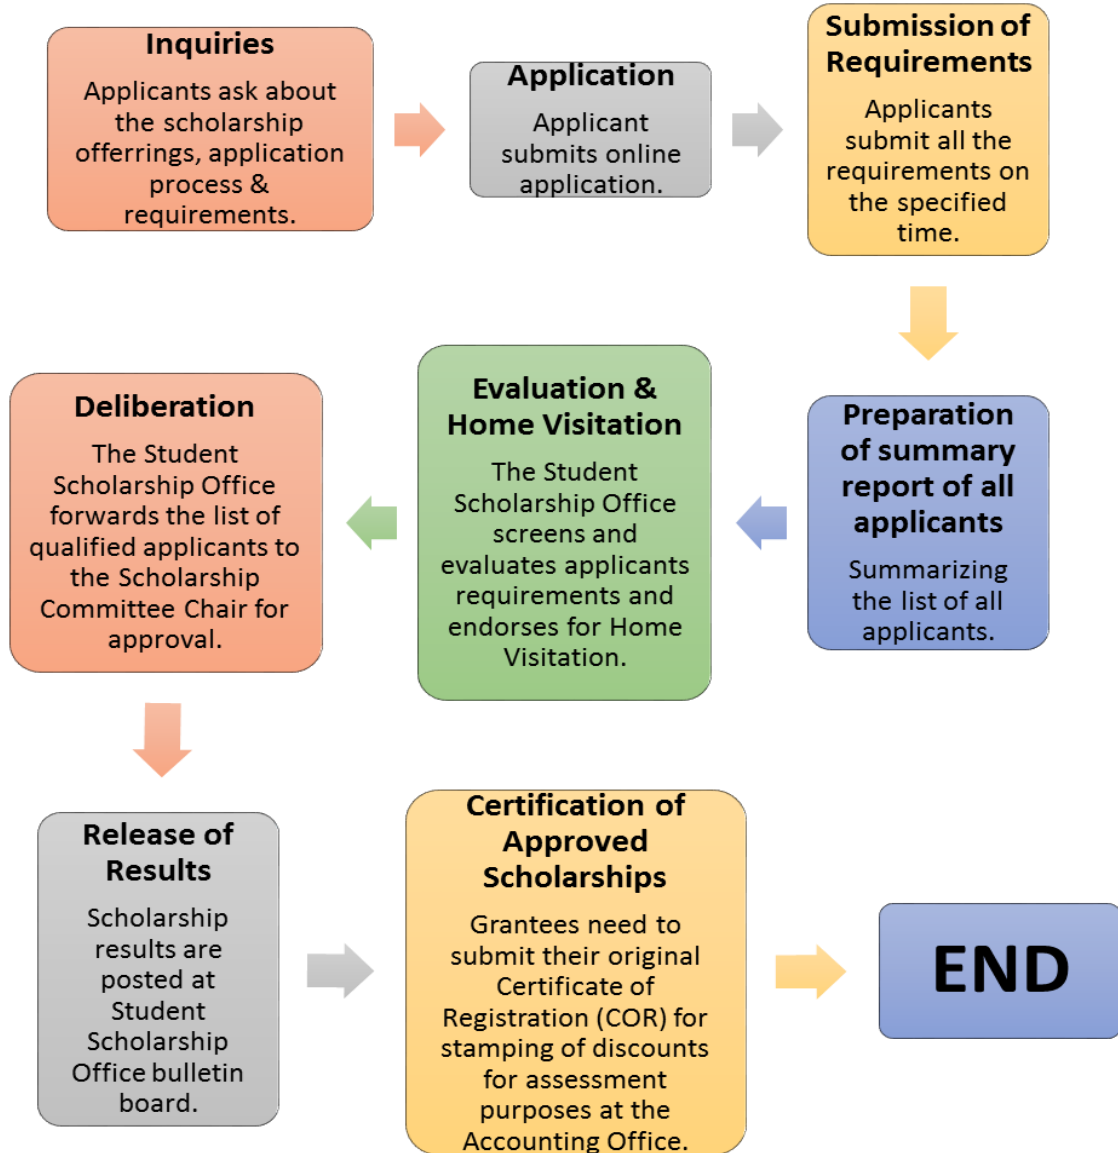 Inquiries
Applicants ask about
the scholarship
offerrings, application
process &
requirements.
Application
Applicant
submits online
application.
Submission of
Requirements
Applicants
submit all the
requirements on
the specified
time.
Preparation
of summary
report of all
applicants
Summarizing
the list of all
applicants.
Evaluation &
Home Visitation
The Student
Scholarship Office
screens and
evaluates applicants
requirements and
endorses for Home
Visitation.
Deliberation
The Student
Scholarship Office
forwards the list of
qualified applicants to
the Scholarship
Committee Chair for
approval.
Release of
Results
Scholarship
results are
posted at
Student
Scholarship
Office bulletin
board.
Certification of
Approved
Scholarships
Grantees need to
submit their original
Certificate of
Registration (COR) for
stamping of discounts
for assessment
purposes at the
Accounting Office.
END